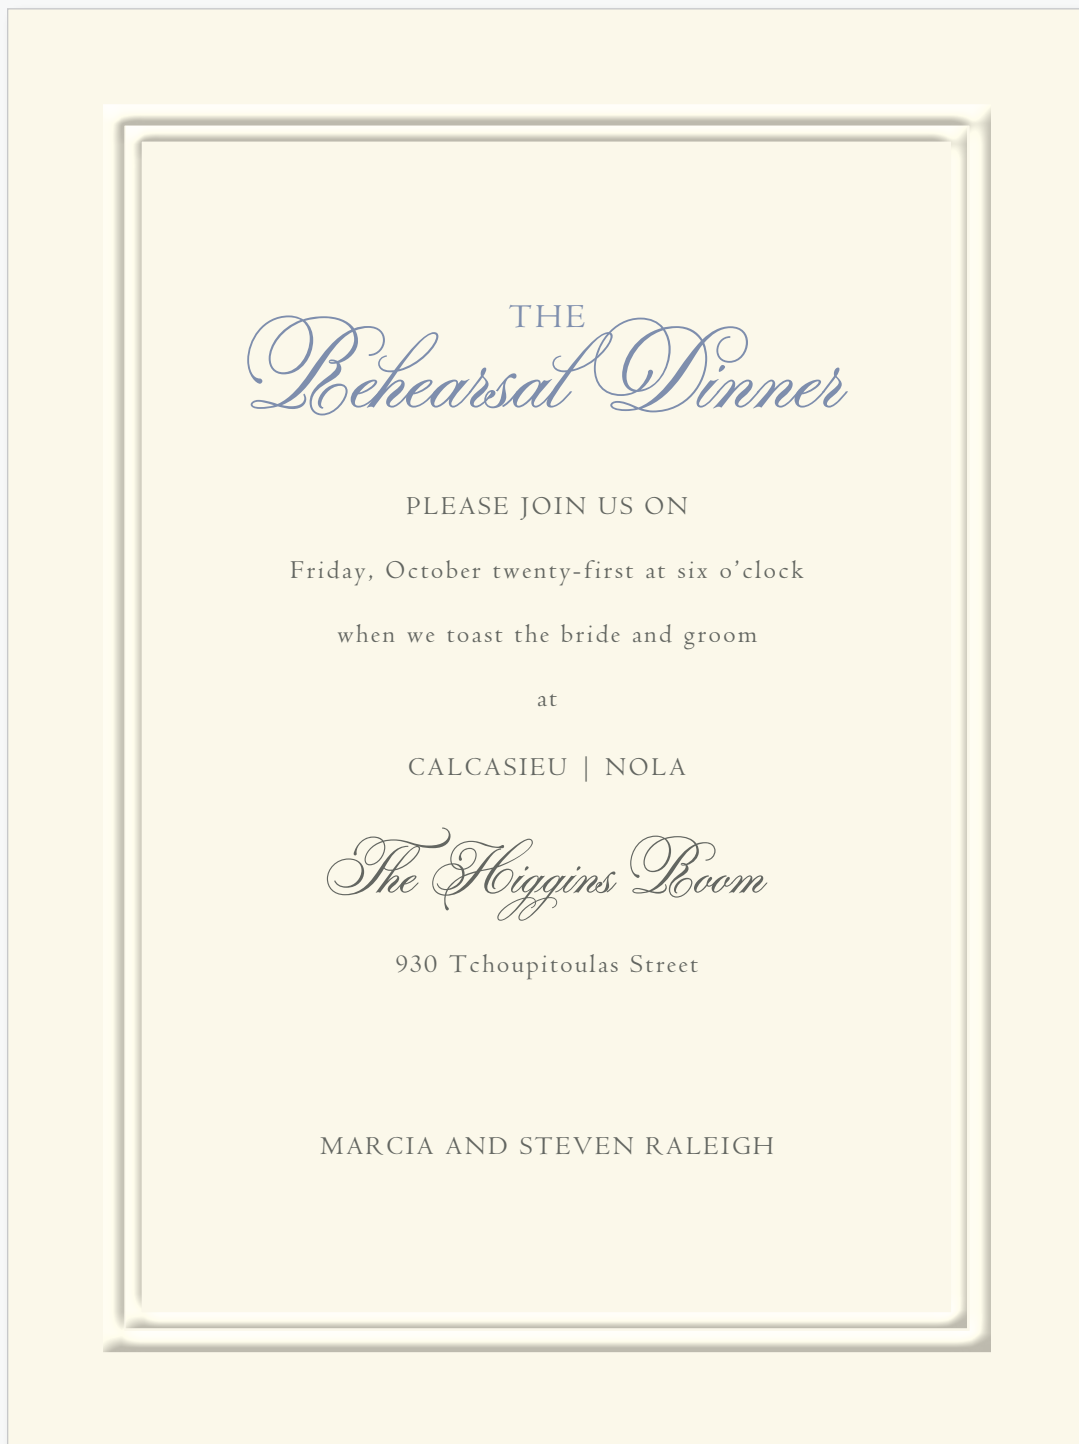 THE
Rehearsal Dinner
PLEASE JOIN US ON
Friday, October twenty-first at six o’clock
when we toast the bride and groom
at
CALCASIEU | NOLA
The Higgins Room
930 Tchoupitoulas Street
MARCIA AND STEVEN RALEIGH